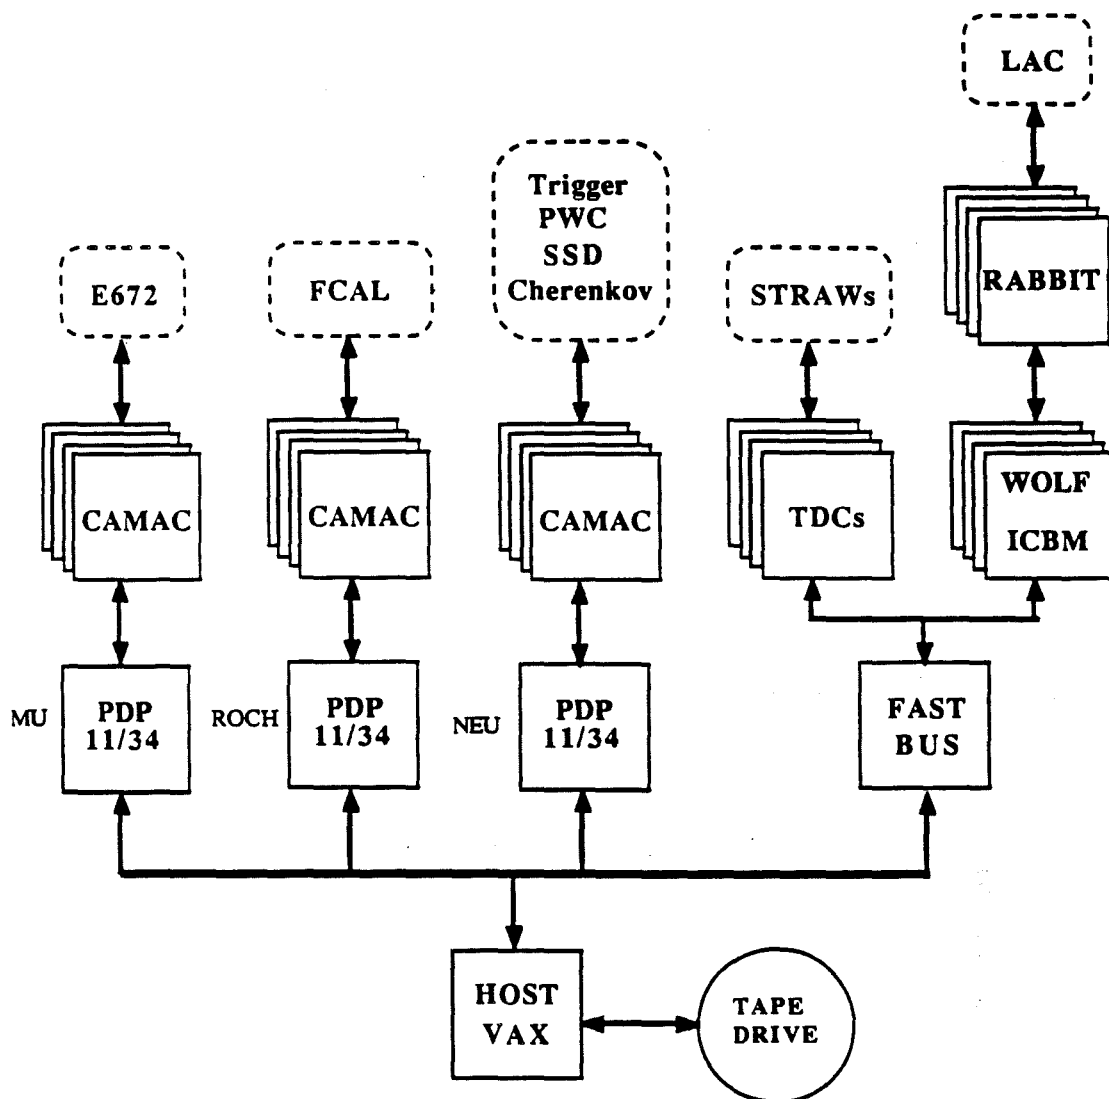 LAC
Trigger
PWC
SSD
Cherenkov
E672
FCAL
STRAWs
RABBIT
CAMAC
CAMAC
CAMAC
TDCs
WOLF
ICBM
MU
PDP
11/34
ROCH
PDP
11/34
NEU
PDP
11/34
FAST
BUS
HOST
VAX
TAPE
DRIVE